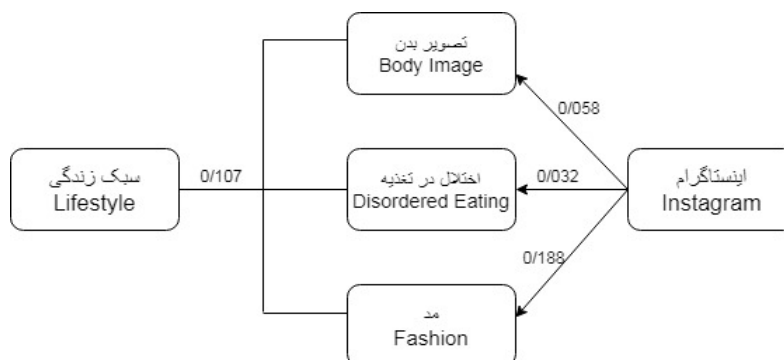 تصویر بدن
Body Image
0/058
سبک زندگی
Lifestyle
0/107
اختلال در تغذیه
Disordered Eating
0/032
اینستاگرام
Instagram
0/188
مد
Fashion